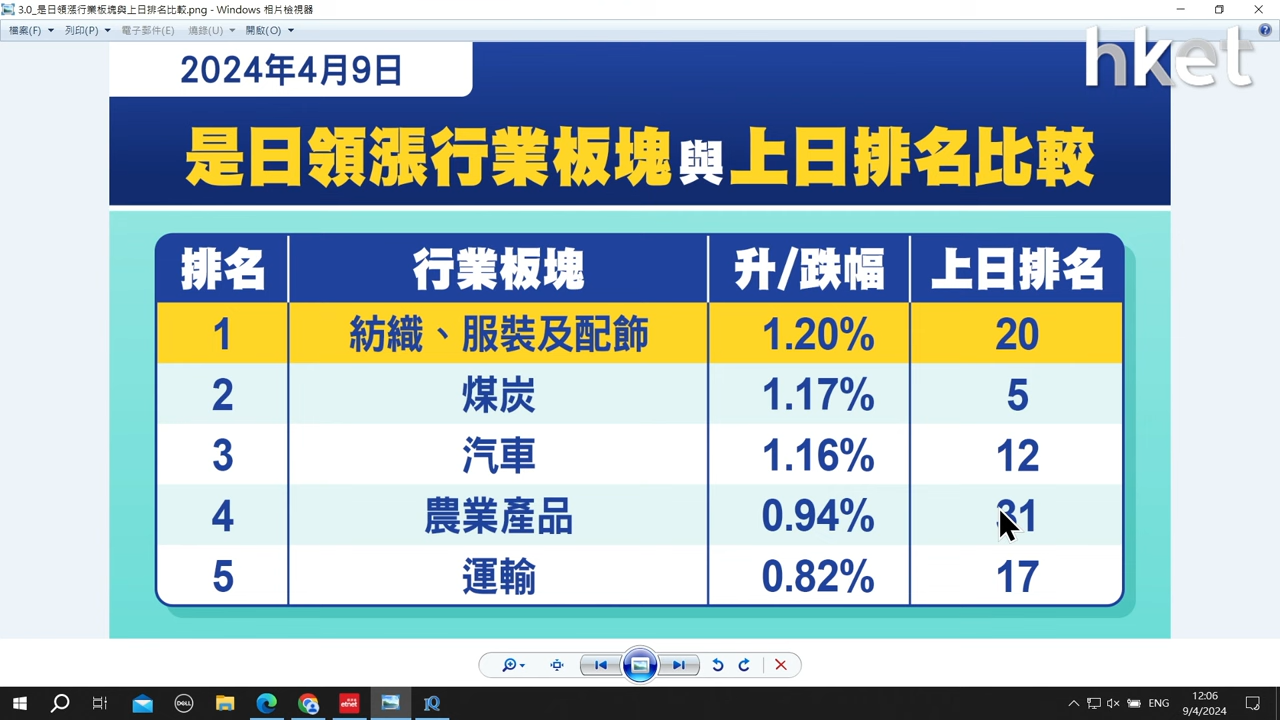 3.0_是日領漲行業板塊與上日排名比較.png - Windows 相片檢視器
檔案(F) 列印(P) 電子郵件(E) 燒錄(U) 開啟(O)
hket
2024年4月9日
是日領漲行業板塊與上日排名比較
排名 行業板塊 升/跌幅 上日排名
1 紡織、服裝及配飾 1.20% 20
2 煤炭 1.17% 5
3 汽車 1.16% 12
4 農業產品 0.94% 31
5 運輸 0.82% 17
DELL
etnet
IQ
ENG
12:06
9/4/2024